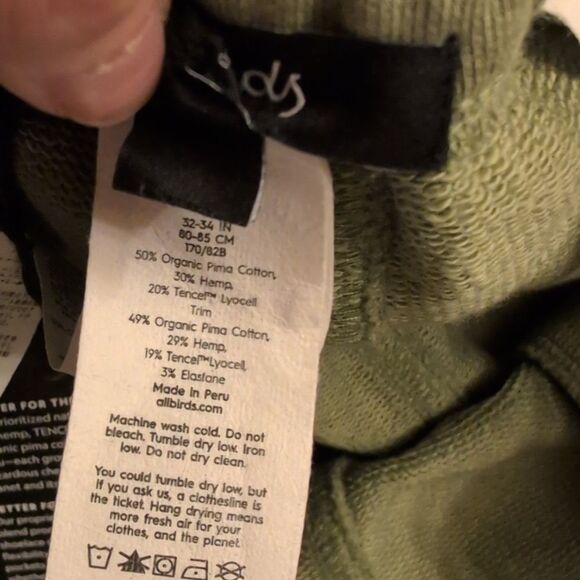 32-34 IN
80-85 CM
170/82B
50% Organic Pima Cotton,
30% Hemp,
20% Tencel™ Lyocell
Trim
49% Organic Pima Cotton,
29% Hemp,
19% Tencel™Lyocell,
3% Elastane
Made in Peru
allbirds.com
Machine wash cold. Do not
bleach. Tumble dry low. Iron
low. Do not dry clean.
You could tumble dry low, but
if you ask us, a clothesline is
the ticket. Hang drying means
more fresh air for your
clothes, and the planet.